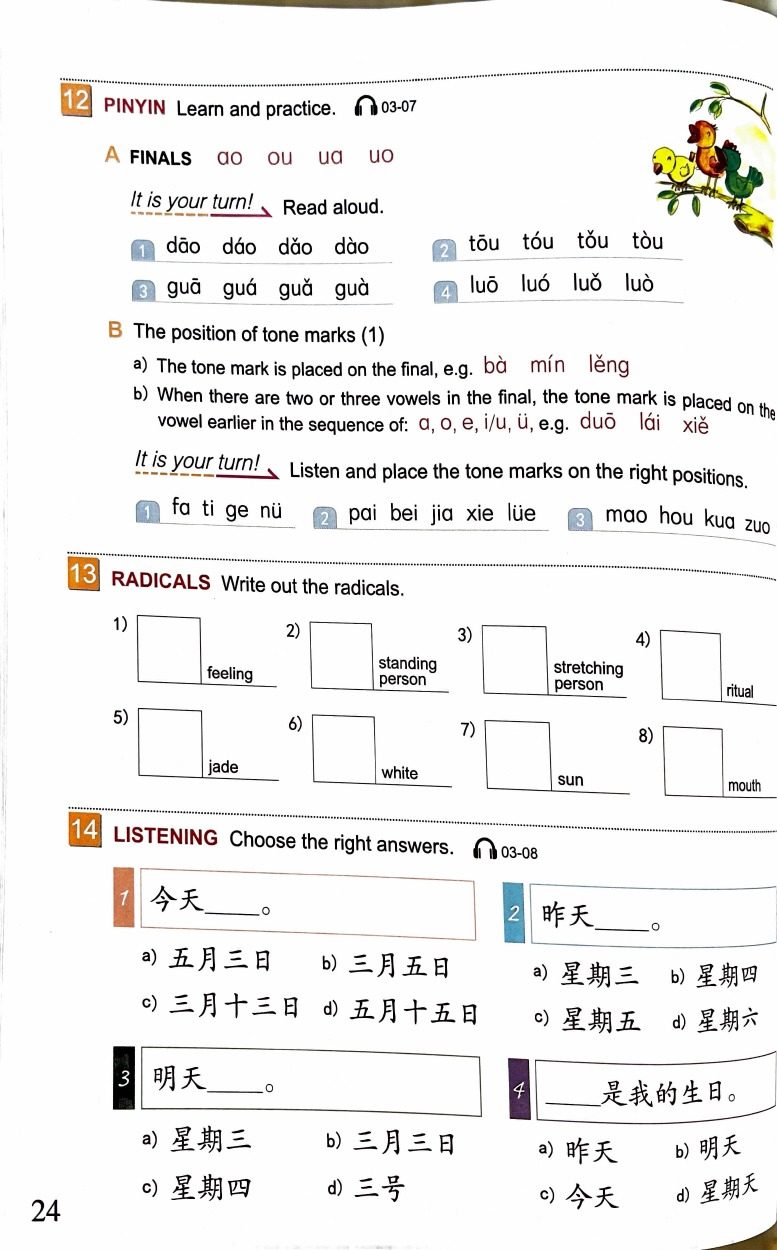 12 PINYIN Learn and practice. 03-07
A FINALS ɑo ou uɑ uo
It is your turn! Read aloud.
1 dāo dáo dǎo dào
2 tōu tóu tǒu tòu
3 guā guá guǎ guà
4 luō luó luǒ luò
B The position of tone marks (1)
a) The tone mark is placed on the final, e.g. bà mín lěng
b) When there are two or three vowels in the final, the tone mark is placed on the
vowel earlier in the sequence of: ɑ, o, e, i/u, ü, e.g. duō lái xiě
It is your turn! Listen and place the tone marks on the right positions.
1 fɑ ti ge nü 2 pɑi bei jiɑ xie lüe 3 mɑo hou kuɑ zuo
13 RADICALS Write out the radicals.
1) feeling
2) standing
person
3) stretching
person
4) ritual
5) jade
6) white
7) sun
8) mouth
14 LISTENING Choose the right answers. 03-08
1 今天____。
a) 五月三日 b) 三月五日
c) 三月十三日 d) 五月十五日
2 昨天____。
a) 星期三 b) 星期四
c) 星期五 d) 星期六
3 明天____。
a) 星期三 b) 三月三日
c) 星期四 d) 三号
4 ____是我的生日。
a) 昨天 b) 明天
c) 今天 d) 星期天
24